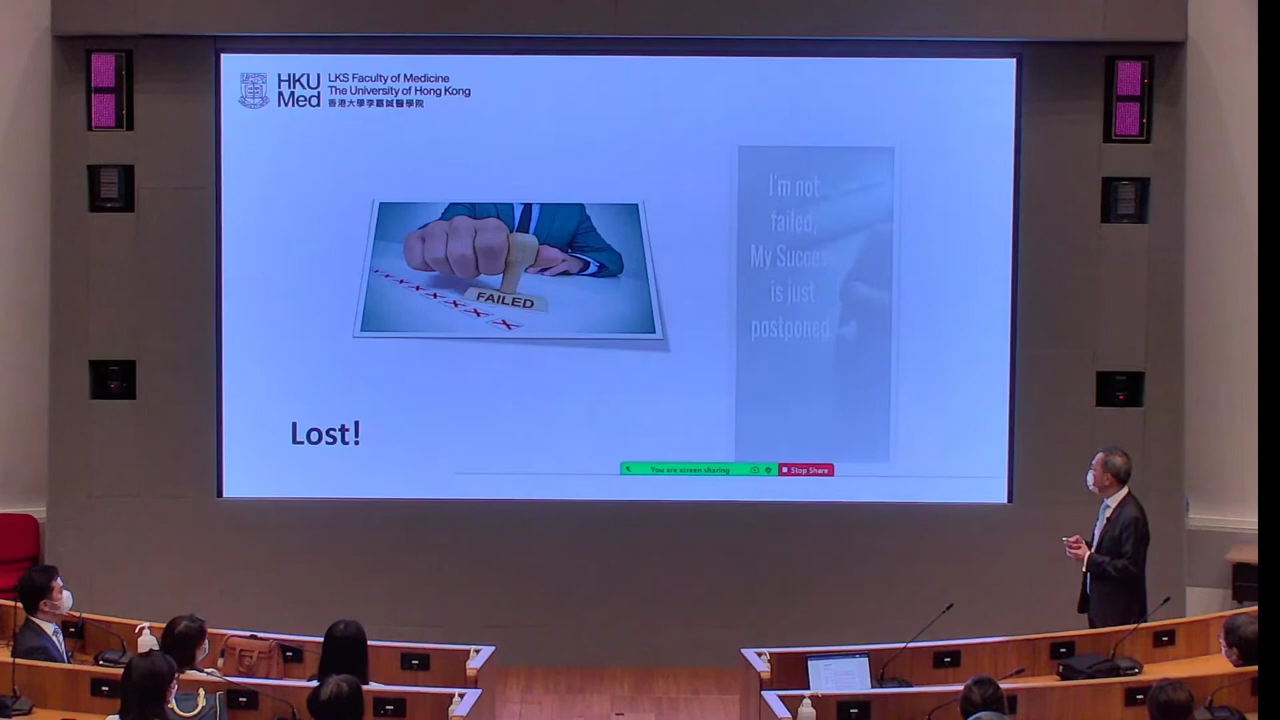 HKU
Med
LKS Faculty of Medicine
The University of Hong Kong
香港大學李嘉誠醫學院
FAILED
I'm not
failed,
My Success
is just
postponed
Lost!
You are screen sharing
Stop Share